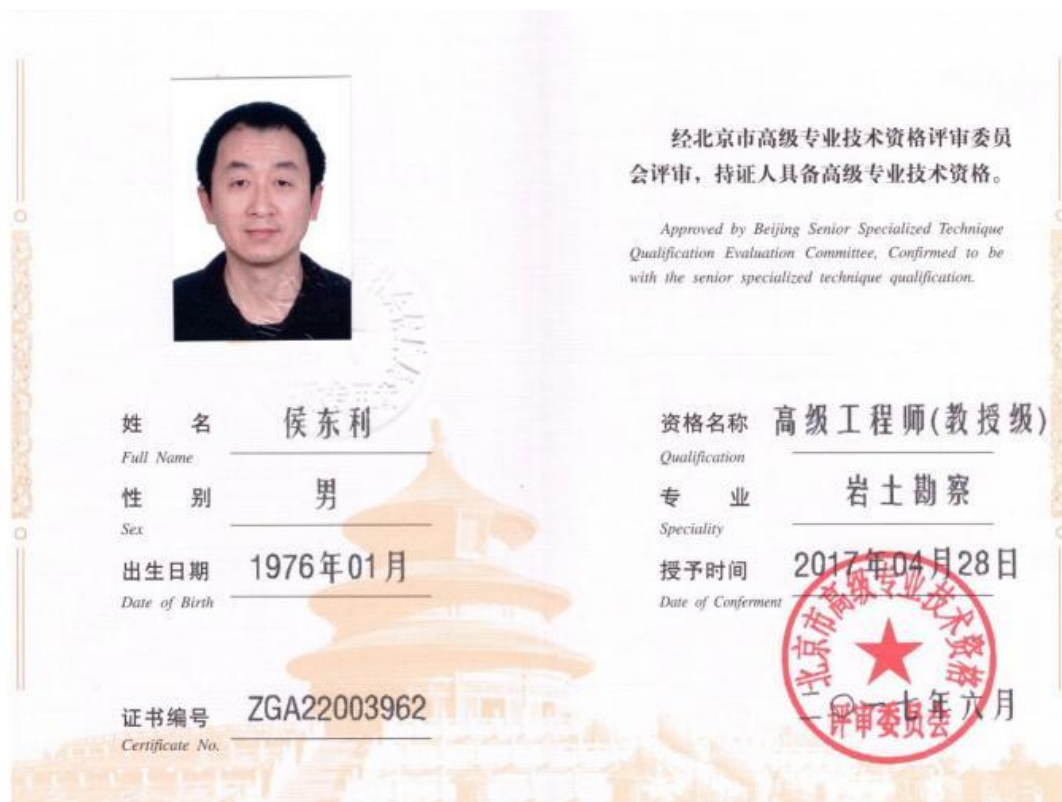 经北京市高级专业技术资格评审委员
会评审，持证人具备高级专业技术资格。
Approved by Beijing Senior Specialized Technique
Qualification Evaluation Committee, Confirmed to be
with the senior specialized technique qualification.
姓 名 侯东利
Full Name
性 别 男
Sex
出生日期 1976年01月
Date of Birth
证书编号 ZGA22003962
Certificate No.
资格名称 高级工程师(教授级)
Qualification
专 业 岩土勘察
Speciality
授予时间 2017年04月28日
Date of Conferment
北京市高级专业技术资格
评审委员会
二〇一七年六月